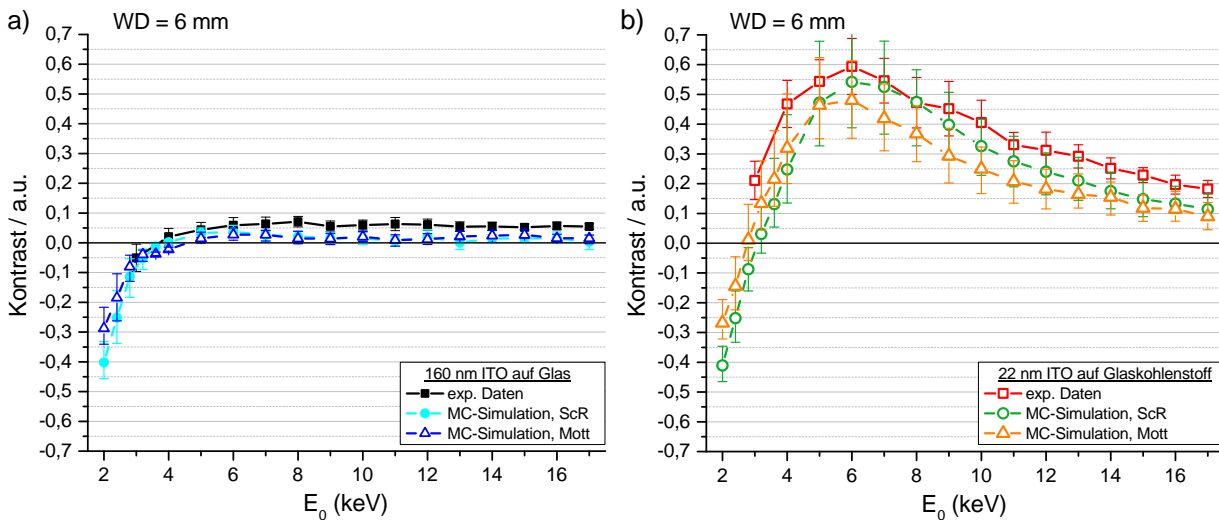 a)
WD = 6 mm
0,7
0,6
0,5
0,4
0,3
0,2
0,1
0,0
-0,1
-0,2
-0,3
-0,4
-0,5
-0,6
-0,7
Kontrast / a.u.
2 4 6 8 10 12 14 16
E0 (keV)
160 nm ITO auf Glas
exp. Daten
MC-Simulation, ScR
MC-Simulation, Mott
b)
WD = 6 mm
0,7
0,6
0,5
0,4
0,3
0,2
0,1
0,0
-0,1
-0,2
-0,3
-0,4
-0,5
-0,6
-0,7
Kontrast / a.u.
2 4 6 8 10 12 14 16
E0 (keV)
22 nm ITO auf Glaskohlenstoff
exp. Daten
MC-Simulation, ScR
MC-Simulation, Mott